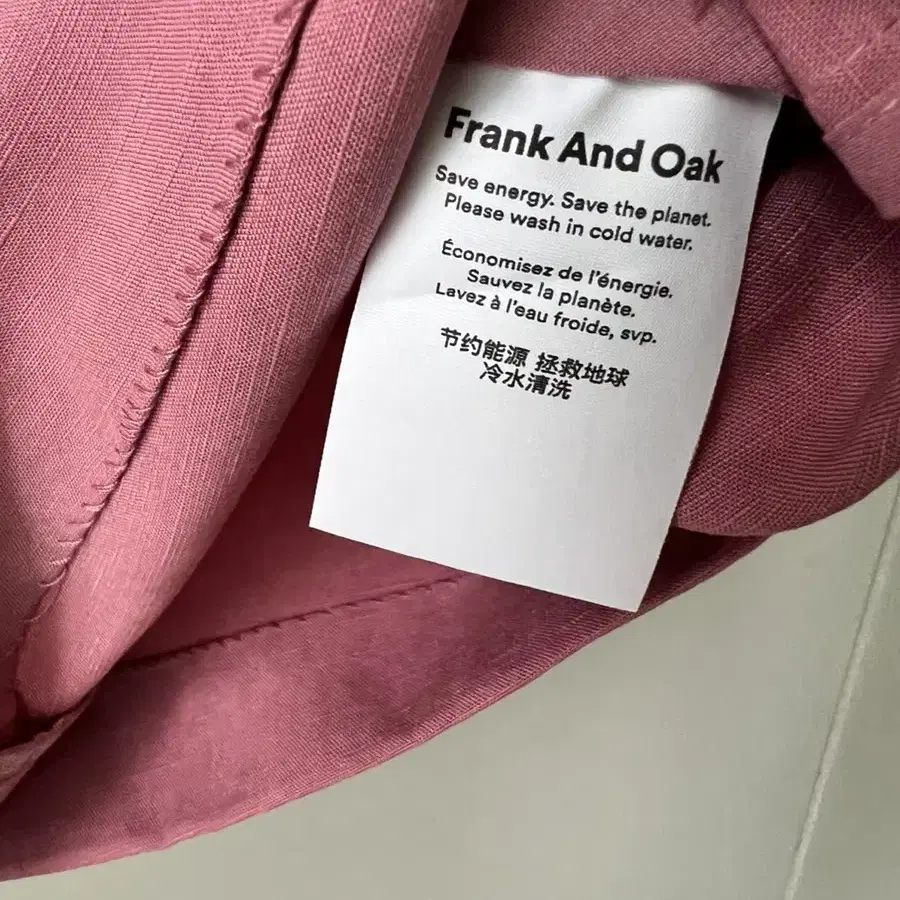 Frank And Oak
Save energy. Save the planet.
Please wash in cold water.
Économisez de l'énergie.
Sauvez la planète.
Lavez à l'eau froide, svp.
节约能源 拯救地球
冷水清洗